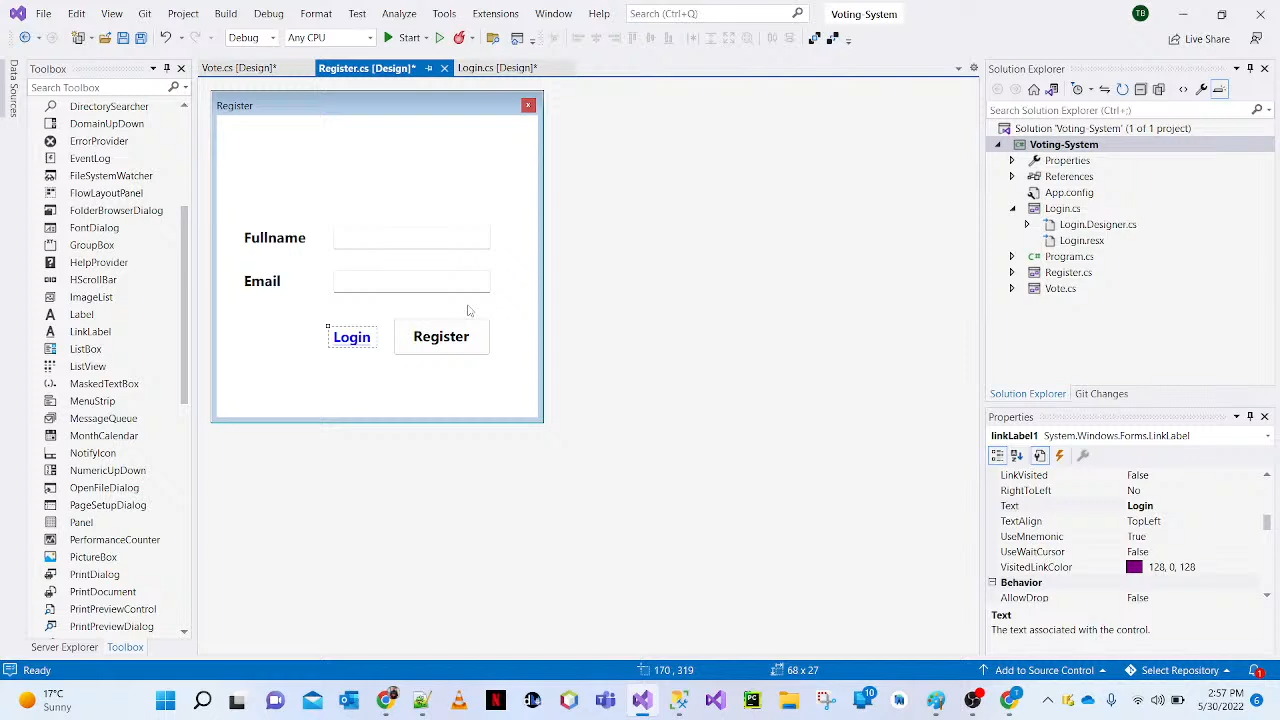 File Edit View Git Project Build Debug Format Test Analyze Tools Extensions Window Help Search (Ctrl+Q) Voting-System TB
Debug Any CPU Start Live Share
Data Sources
Toolbox
Search Toolbox
DirectorySearcher
DomainUpDown
ErrorProvider
EventLog
FileSystemWatcher
FlowLayoutPanel
FolderBrowserDialog
FontDialog
GroupBox
HelpProvider
HScrollBar
ImageList
Label
LinkLabel
ListBox
ListView
MaskedTextBox
MenuStrip
MessageQueue
MonthCalendar
NotifyIcon
NumericUpDown
OpenFileDialog
PageSetupDialog
Panel
PerformanceCounter
PictureBox
PrintDialog
PrintDocument
PrintPreviewControl
PrintPreviewDialog
Server Explorer Toolbox
Vote.cs [Design]* Register.cs [Design]* Login.cs [Design]*
Register
Fullname
Email
Login Register
Solution Explorer
Search Solution Explorer (Ctrl+;)
Solution 'Voting-System' (1 of 1 project)
Voting-System
Properties
References
App.config
Login.cs
Login.Designer.cs
Login.resx
Program.cs
Register.cs
Vote.cs
Solution Explorer Git Changes
Properties
linkLabel1 System.Windows.Forms.LinkLabel
LinkVisited False
RightToLeft No
Text Login
TextAlign TopLeft
UseMnemonic True
UseWaitCursor False
VisitedLinkColor 128, 0, 128
Behavior
AllowDrop False
Text
The text associated with the control.
Ready 170, 319 68 x 27 Add to Source Control Select Repository 1
17°C
Sunny
10
2:57 PM
5/30/2022
6